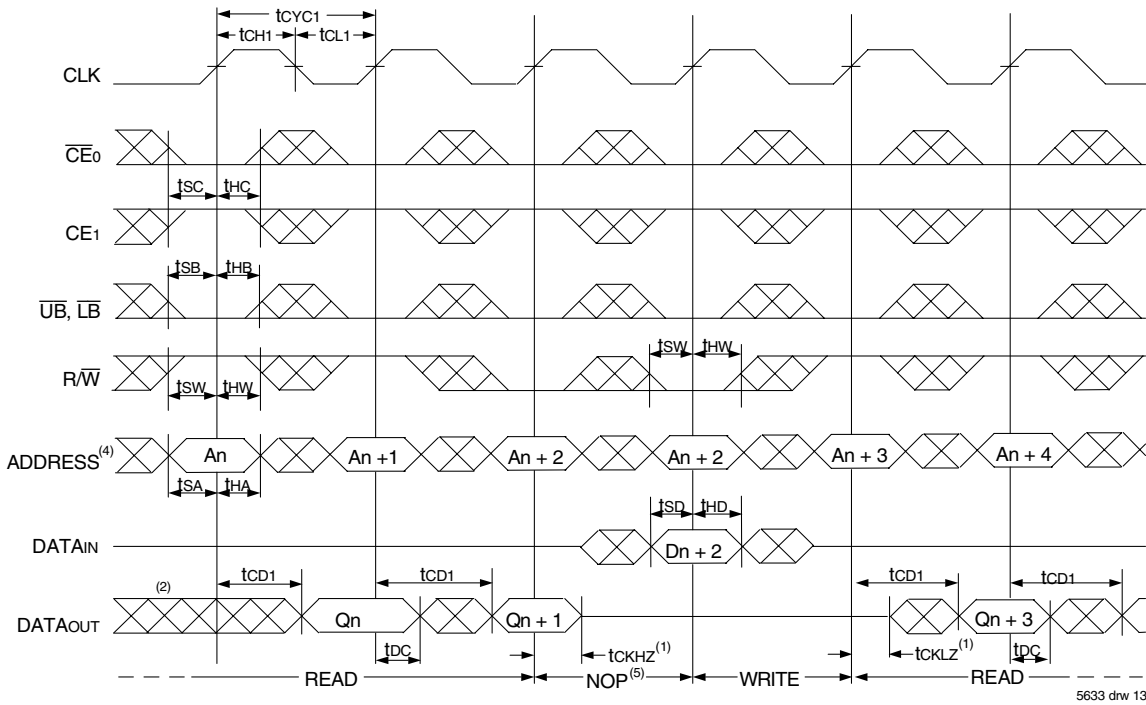 tCYC1
tCH1 tCL1
CLK
CE0
tSC tHC
CE1
tSB tHB
UB, LB
tSW tHW
R/W
tSW tHW
ADDRESS(4) An An +1 An + 2 An + 2 An + 3 An + 4
tSA tHA
tSD tHD
DATAIN Dn + 2
(2) tCD1 tCD1 tCD1 tCD1
DATAOUT Qn Qn + 1 Qn + 3
tDC tCKHZ(1) tCKLZ(1) tDC
READ NOP(5) WRITE READ
5633 drw 13